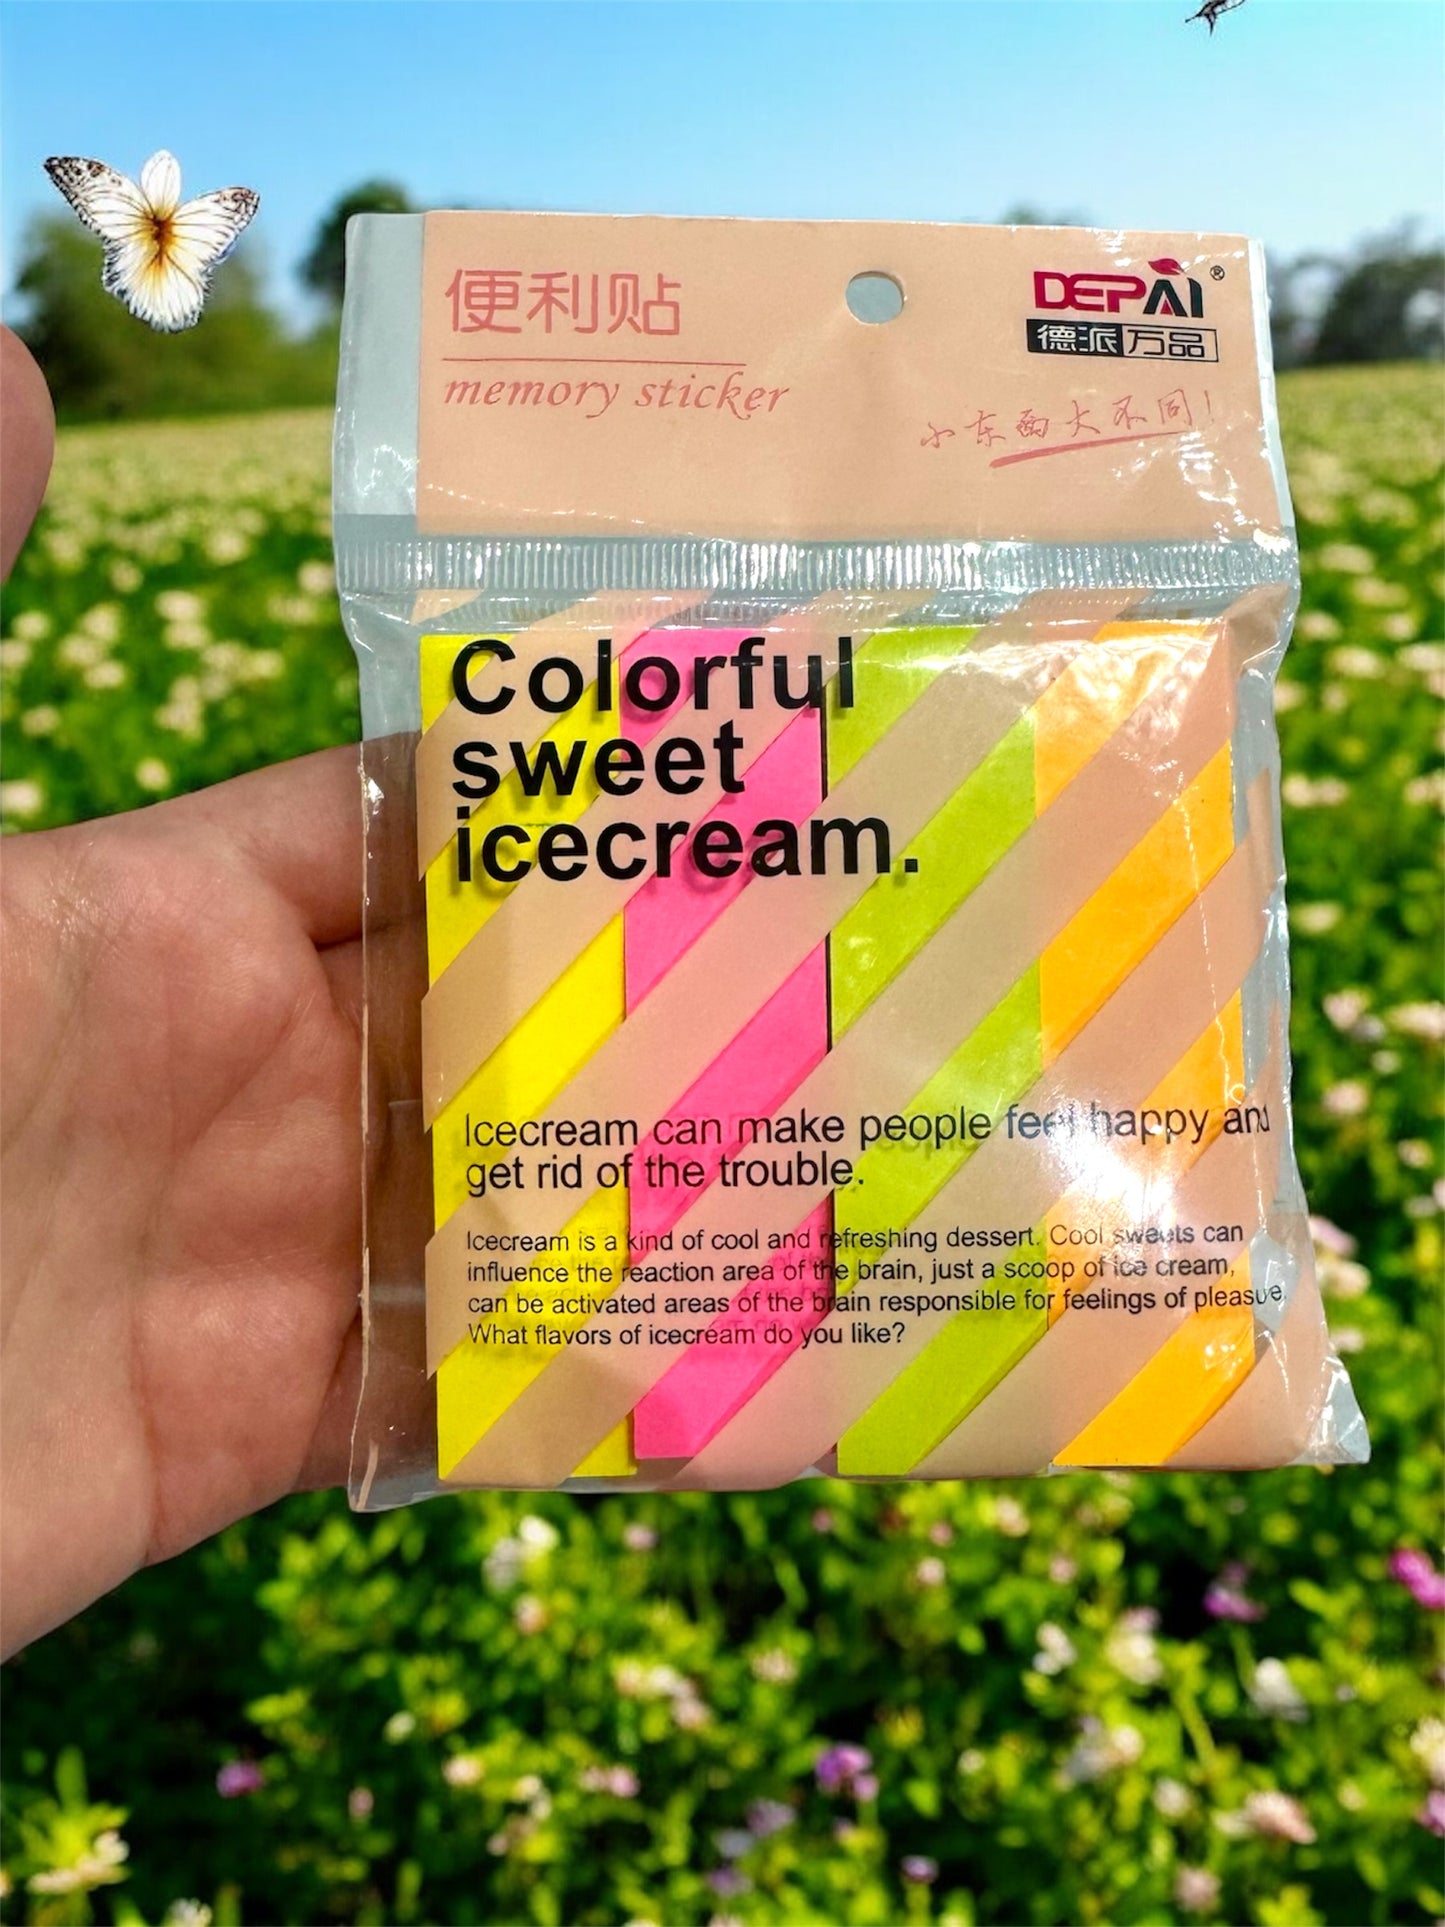 便利贴
memory sticker
DEPAI®
德派万品
小东西大不同!
Colorful
sweet
icecream.
Icecream can make people feel happy and
get rid of the trouble.
Icecream is a kind of cool and refreshing dessert. Cool sweets can
influence the reaction area of the brain, just a scoop of ice cream,
can be activated areas of the brain responsible for feelings of pleasure.
What flavors of icecream do you like?